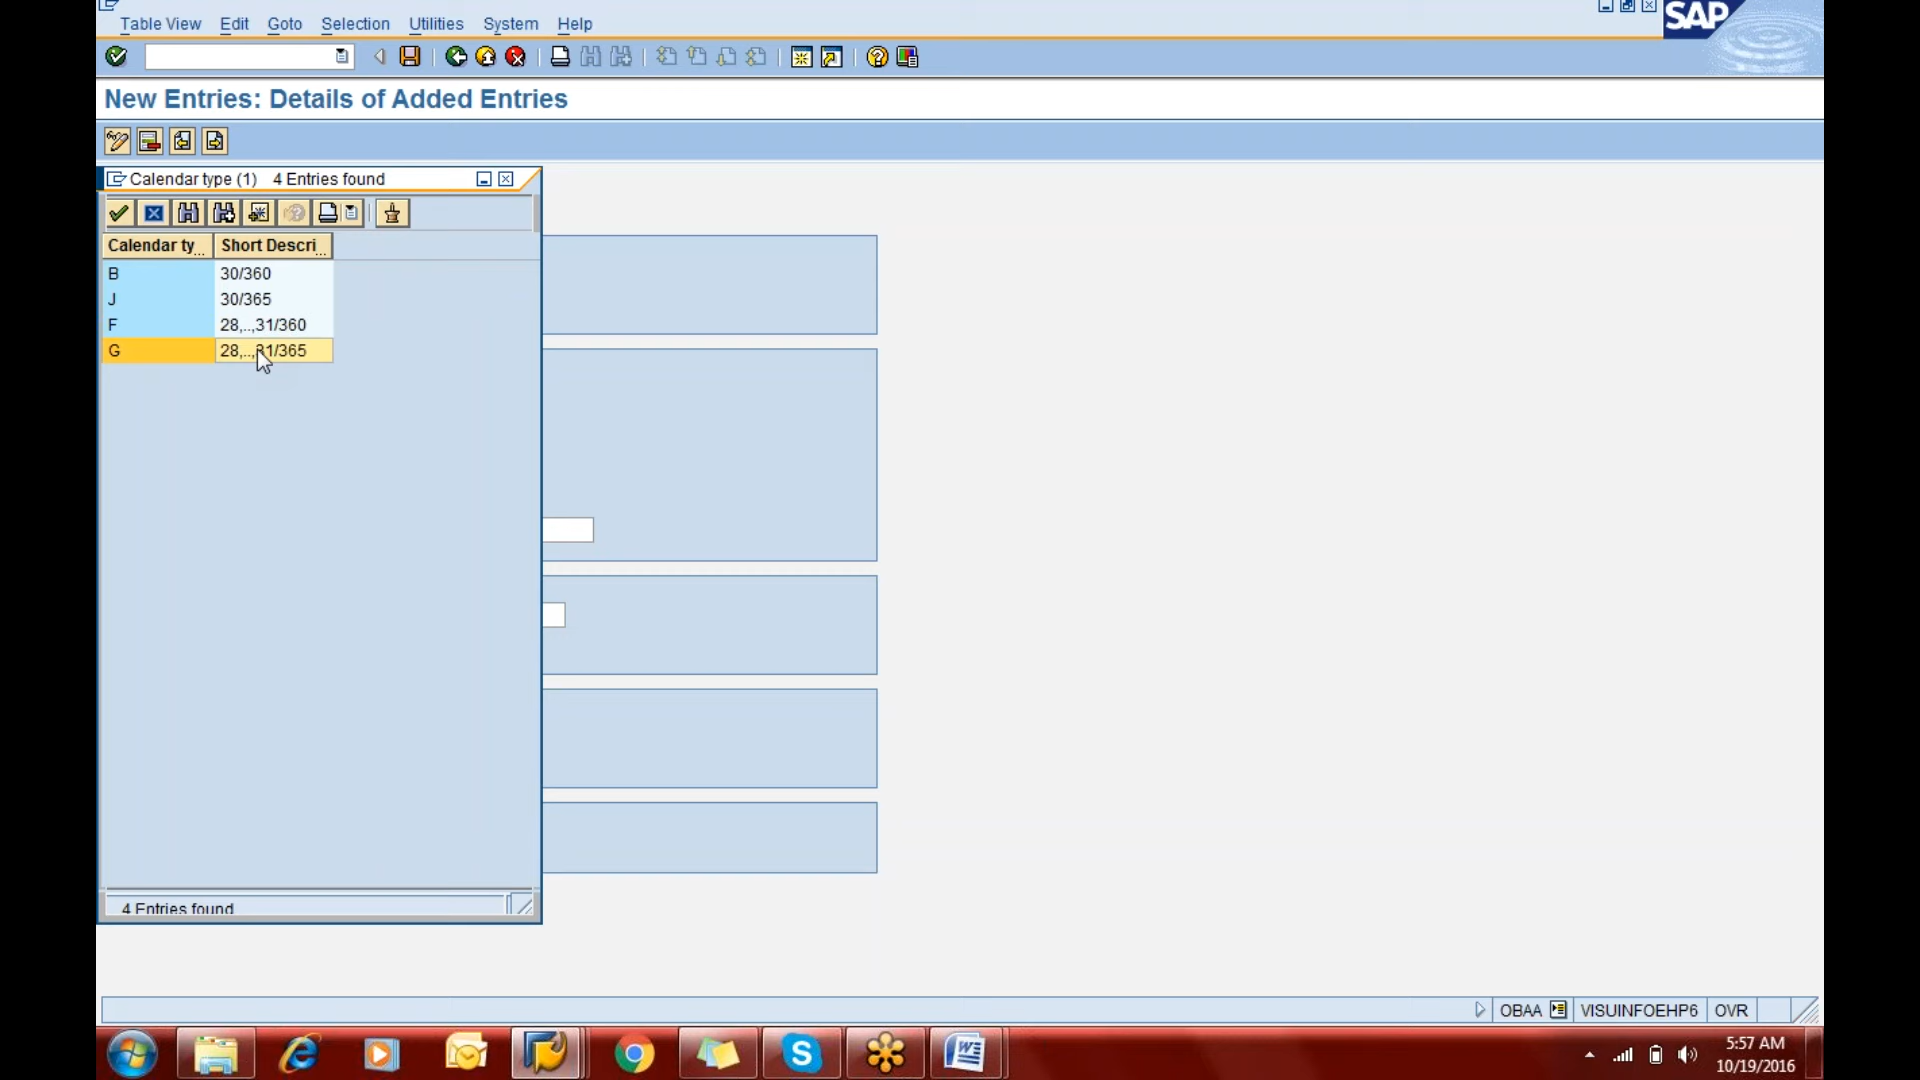 Table View Edit Goto Selection Utilities System Help
SAP
New Entries: Details of Added Entries
Calendar type (1) 4 Entries found
Calendar ty... Short Descri...
B 30/360
J 30/365
F 28,..,31/360
G 28,..,31/365
4 Entries found
OBAA VISUINFOEHP6 OVR
5:57 AM
10/19/2016